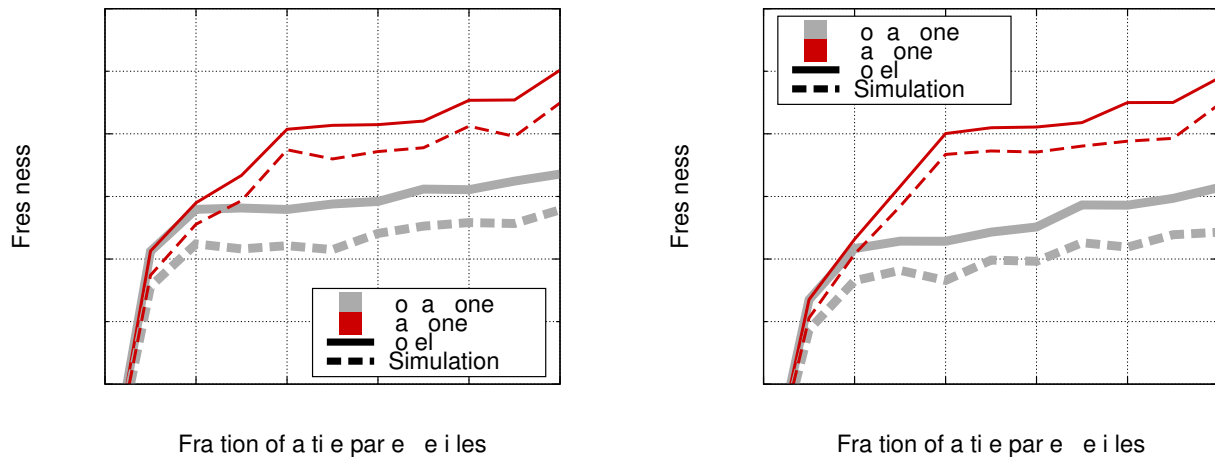 Fres ness
o a one
a one
o el
Simulation
Fra tion of a ti e par e e i les
Fres ness
o a one
a one
o el
Simulation
Fra tion of a ti e par e e i les